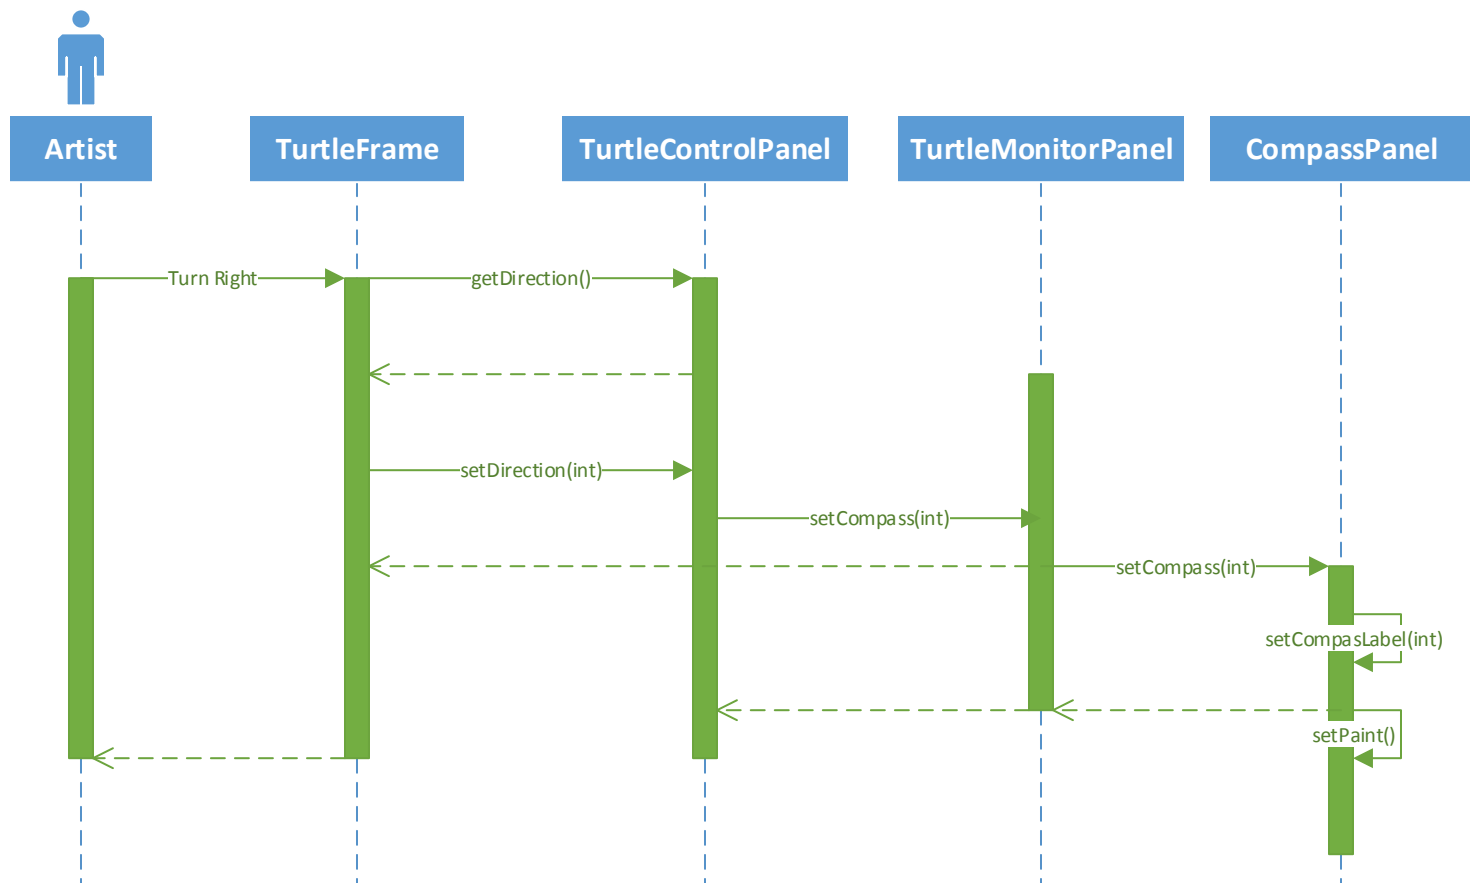 Artist
TurtleFrame
TurtleControlPanel
TurtleMonitorPanel
CompassPanel
Turn Right
getDirection()
setDirection(int)
setCompass(int)
setCompass(int)
setCompasLabel(int)
setPaint()